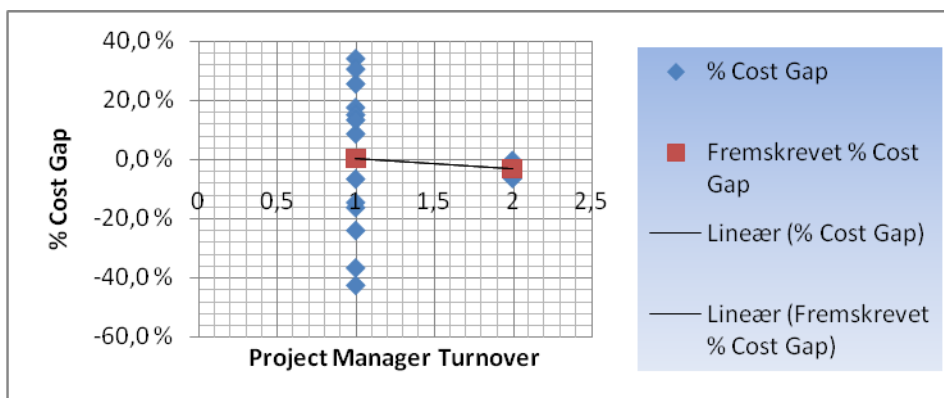 40,0 %
20,0 %
0,0 %
-20,0 %
-40,0 %
-60,0 %
0 0,5 1 1,5 2 2,5
% Cost Gap
Project Manager Turnover
% Cost Gap
Fremskrevet % Cost
Gap
Lineær (% Cost Gap)
Lineær (Fremskrevet
% Cost Gap)